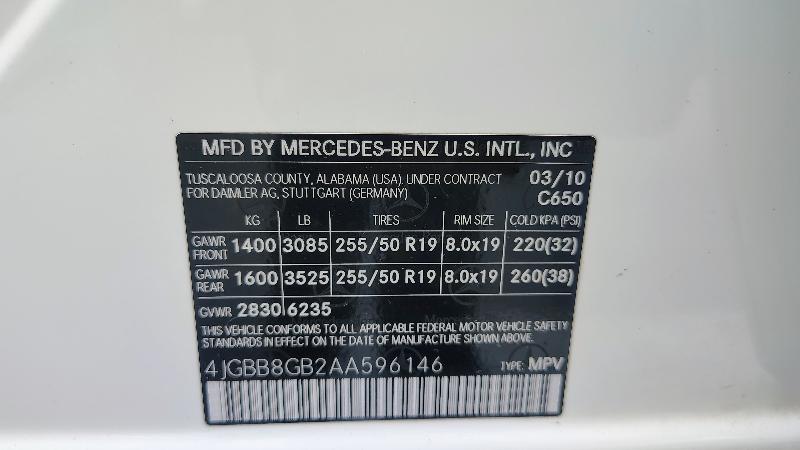 MFD BY MERCEDES-BENZ U.S. INTL., INC
TUSCALOOSA COUNTY, ALABAMA (USA). UNDER CONTRACT 03/10
FOR DAIMLER AG, STUTTGART (GERMANY) C650
KG LB TIRES RIM SIZE COLD KPA (PSI)
GAWR FRONT 1400 3085 255/50 R19 8.0x19 220(32)
GAWR REAR 1600 3525 255/50 R19 8.0x19 260(38)
GVWR 2830 6235
THIS VEHICLE CONFORMS TO ALL APPLICABLE FEDERAL MOTOR VEHICLE SAFETY
STANDARDS IN EFFECT ON THE DATE OF MANUFACTURE SHOWN ABOVE.
4JGBB8GB2AA596146 TYPE: MPV